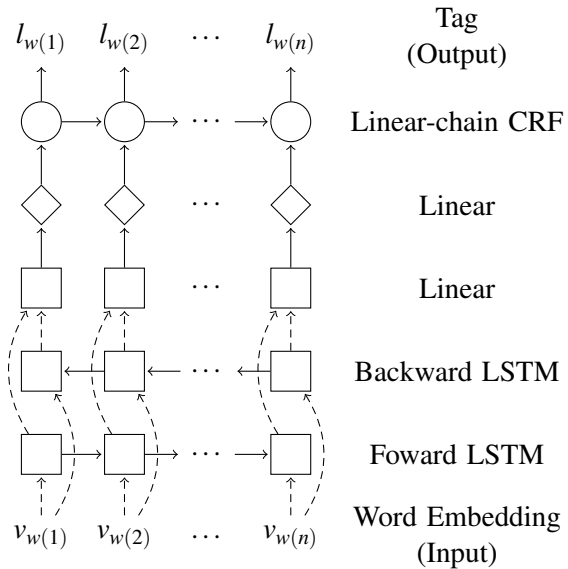 l_{w(1)} l_{w(2)} ⋯ l_{w(n)} Tag
(Output)
⋯ Linear-chain CRF
⋯ Linear
⋯ Linear
⋯ Backward LSTM
⋯ Foward LSTM
v_{w(1)} v_{w(2)} ⋯ v_{w(n)} Word Embedding
(Input)